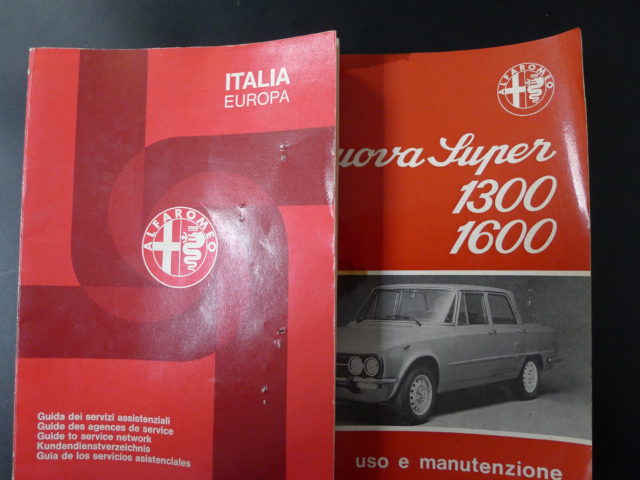 ITALIA
EUROPA
ALFA ROMEO
Guida dei servizi assistenziali
Guide des agences de service
Guide to service network
Kundendienstverzeichnis
Guia de los servicios asistenciales
ALFA ROMEO
uova Super
1300
1600
uso e manutenzione